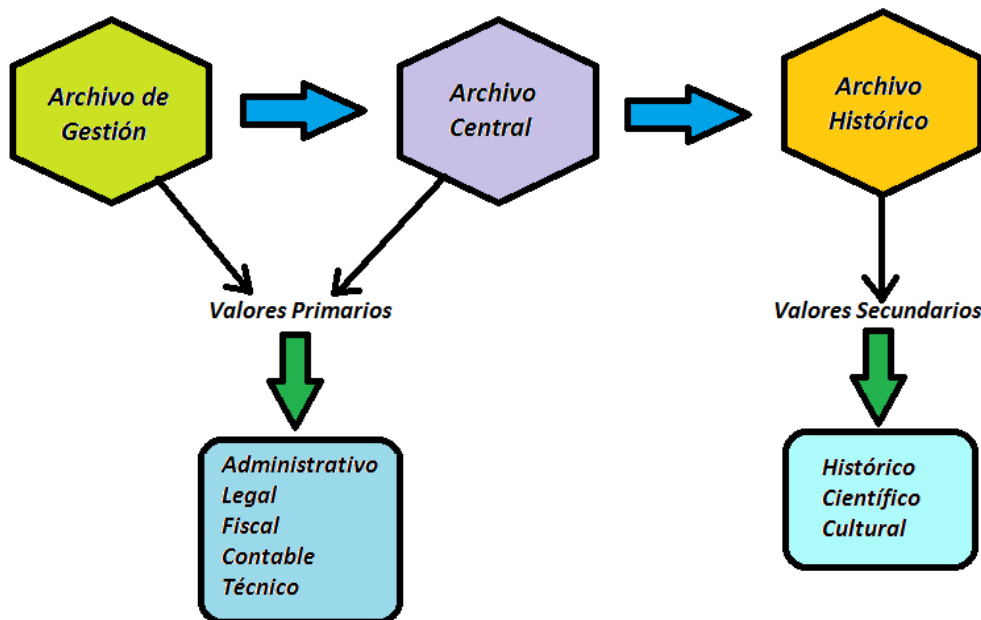 Archivo de
Gestión
Archivo
Central
Archivo
Histórico
Valores Primarios
Valores Secundarios
Administrativo
Legal
Fiscal
Contable
Técnico
Histórico
Científico
Cultural